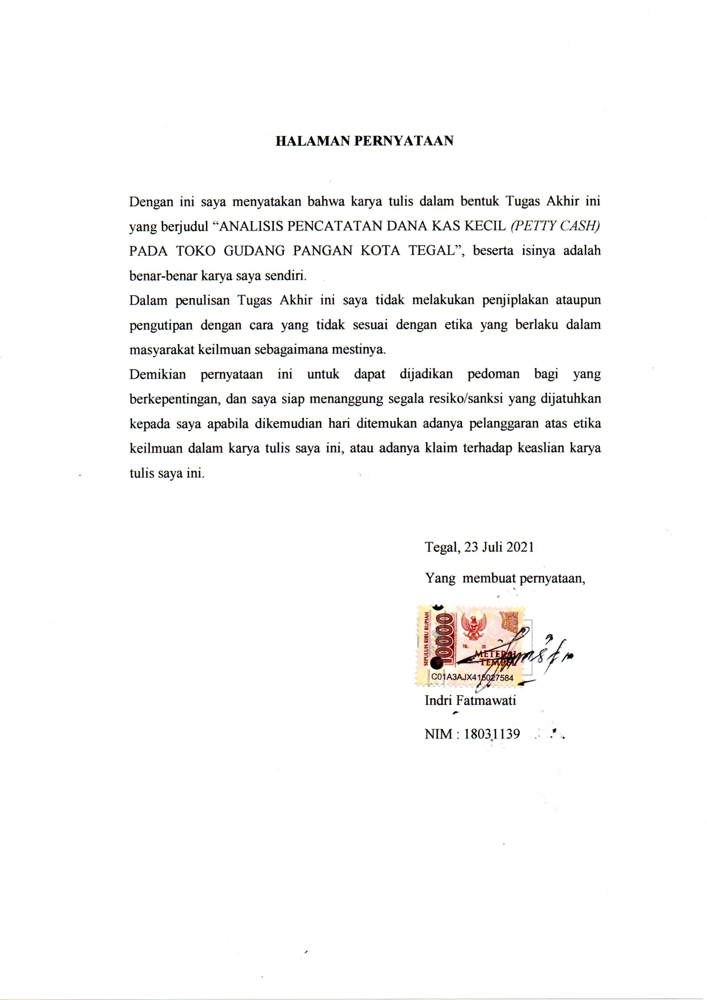 HALAMAN PERNYATAAN
Dengan ini saya menyatakan bahwa karya tulis dalam bentuk Tugas Akhir ini
yang berjudul “ANALISIS PENCATATAN DANA KAS KECIL (PETTY CASH)
PADA TOKO GUDANG PANGAN KOTA TEGAL”, beserta isinya adalah
benar-benar karya saya sendiri.
Dalam penulisan Tugas Akhir ini saya tidak melakukan penjiplakan ataupun
pengutipan dengan cara yang tidak sesuai dengan etika yang berlaku dalam
masyarakat keilmuan sebagaimana mestinya.
Demikian pernyataan ini untuk dapat dijadikan pedoman bagi yang
berkepentingan, dan saya siap menanggung segala resiko/sanksi yang dijatuhkan
kepada saya apabila dikemudian hari ditemukan adanya pelanggaran atas etika
keilmuan dalam karya tulis saya ini, atau adanya klaim terhadap keaslian karya
tulis saya ini.
Tegal, 23 Juli 2021
Yang membuat pernyataan,
SEPULUH RIBU RUPIAH
10000
TGL. 20
METERAI
TEMPEL
C01A3AJX415027584
Indri Fatmawati
NIM : 18031139